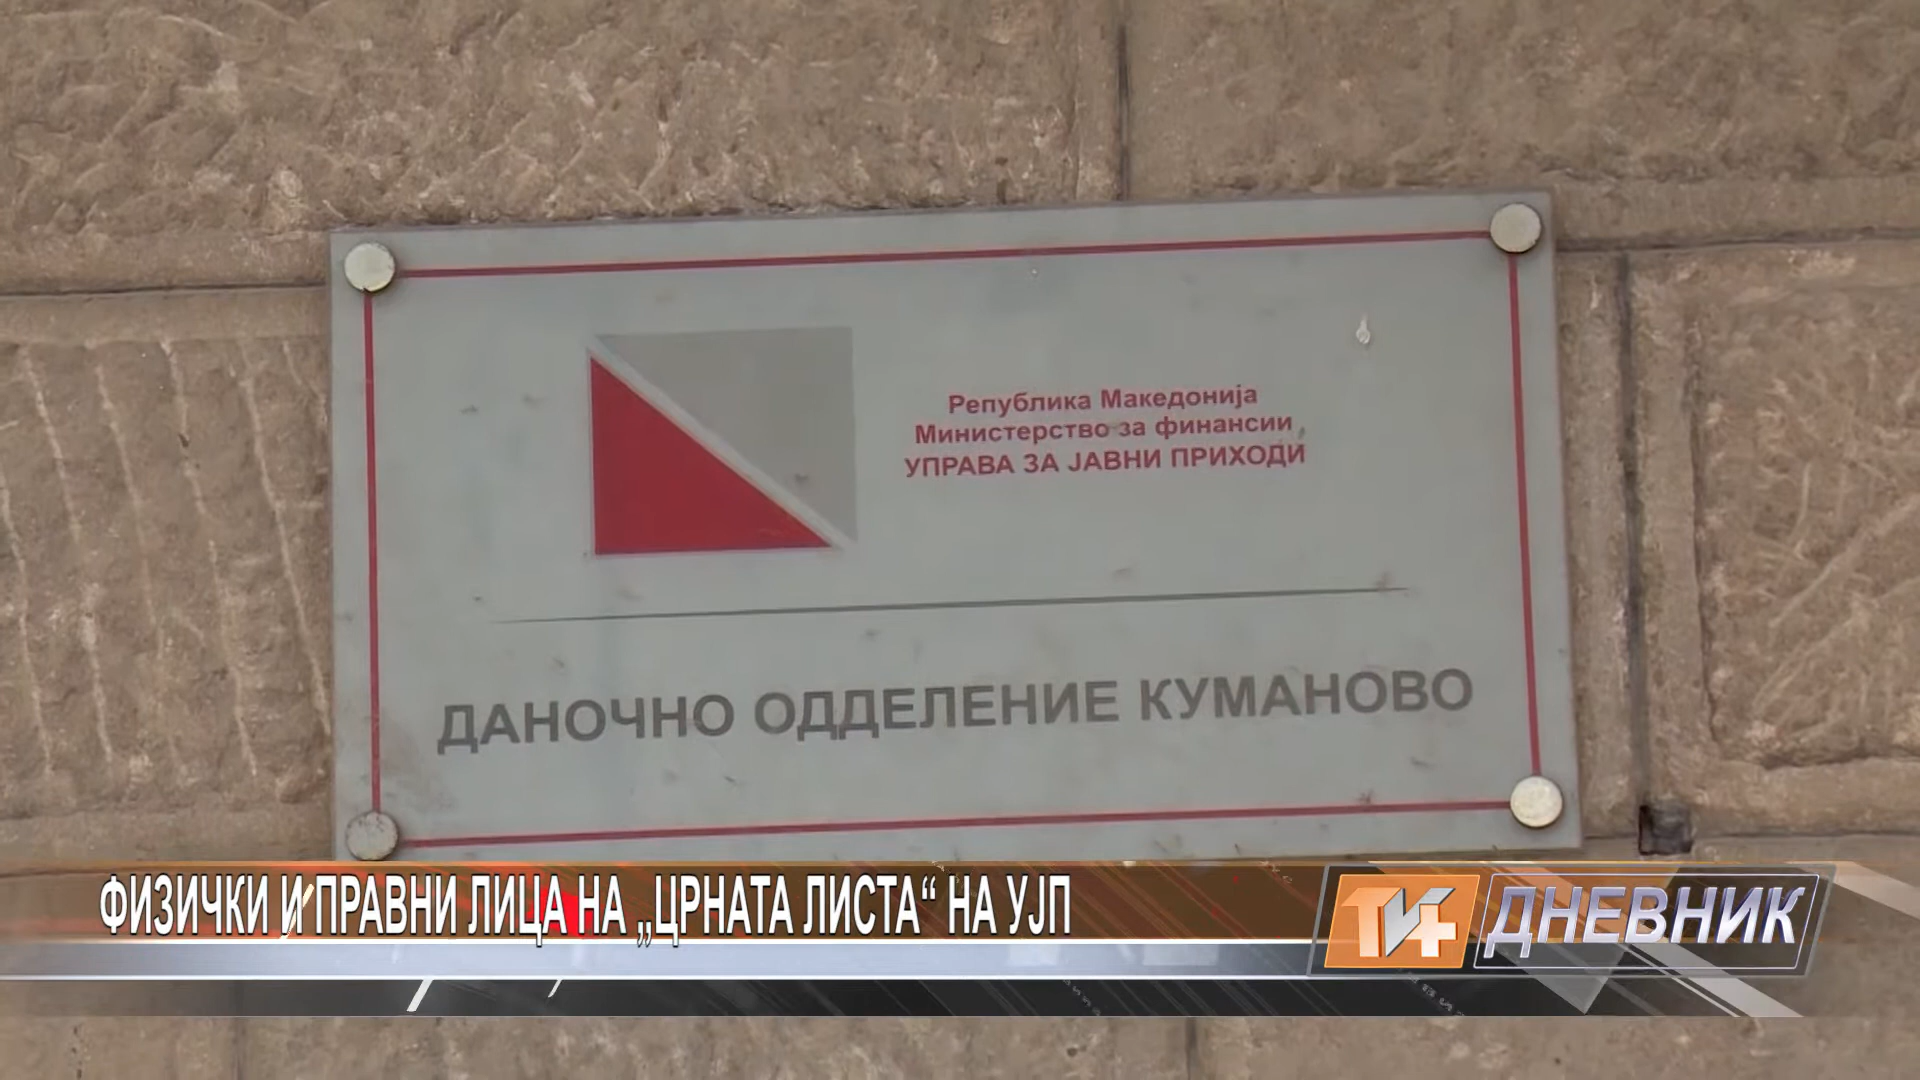 Република Македонија
Министерство за финансии
УПРАВА ЗА ЈАВНИ ПРИХОДИ
ДАНОЧНО ОДДЕЛЕНИЕ КУМАНОВО
ФИЗИЧКИ И ПРАВНИ ЛИЦА НА „ЦРНАТА ЛИСТА“ НА УЈП
ДНЕВНИК